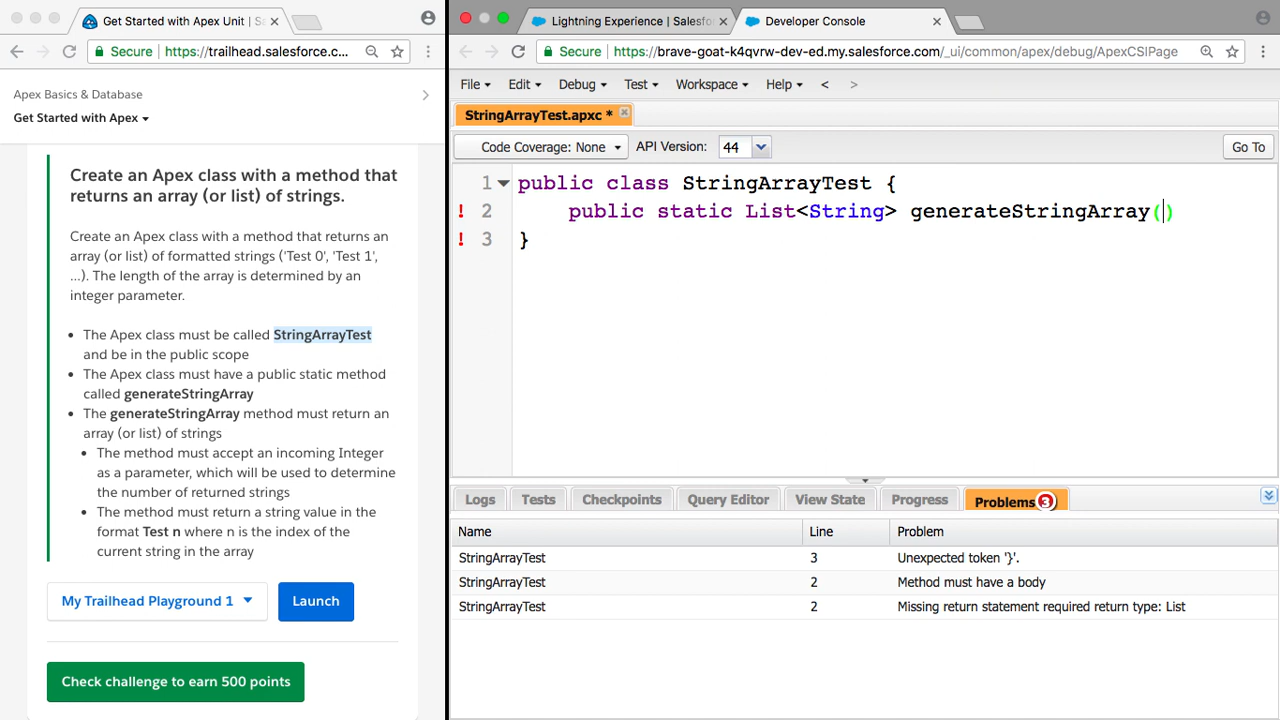 Get Started with Apex Unit | Sa
Secure https://trailhead.salesforce.c...
Apex Basics & Database
Get Started with Apex
Create an Apex class with a method that
returns an array (or list) of strings.
Create an Apex class with a method that returns an
array (or list) of formatted strings ('Test 0', 'Test 1',
...). The length of the array is determined by an
integer parameter.
The Apex class must be called StringArrayTest
and be in the public scope
The Apex class must have a public static method
called generateStringArray
The generateStringArray method must return an
array (or list) of strings
The method must accept an incoming Integer
as a parameter, which will be used to determine
the number of returned strings
The method must return a string value in the
format Test n where n is the index of the
current string in the array
My Trailhead Playground 1
Launch
Check challenge to earn 500 points
Lightning Experience | Salesfo
Developer Console
Secure https://brave-goat-k4qvrw-dev-ed.my.salesforce.com/_ui/common/apex/debug/ApexCSIPage
File Edit Debug Test Workspace Help < >
StringArrayTest.apxc *
Code Coverage: None API Version: 44 Go To
1 public class StringArrayTest {
! 2 public static List<String> generateStringArray()
! 3 }
Logs Tests Checkpoints Query Editor View State Progress Problems 3
Name Line Problem
StringArrayTest 3 Unexpected token '}'.
StringArrayTest 2 Method must have a body
StringArrayTest 2 Missing return statement required return type: List